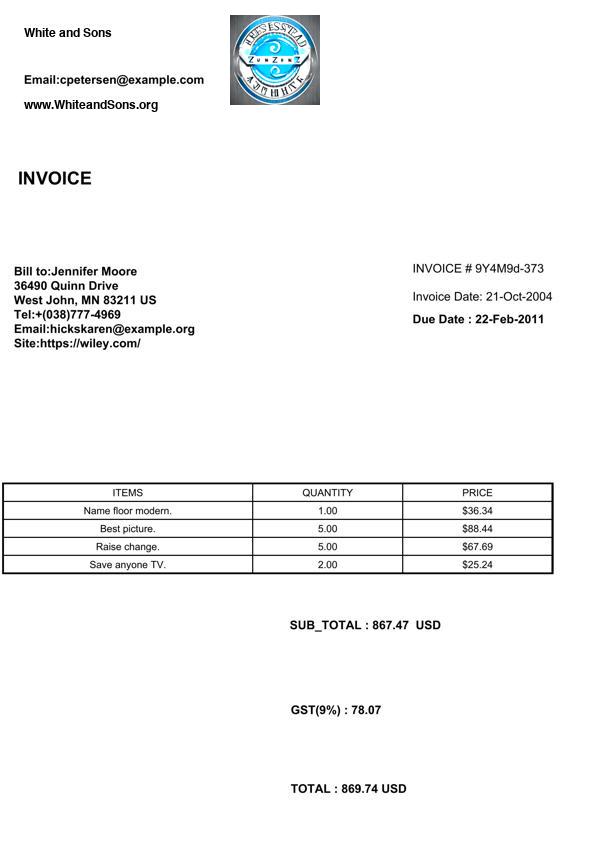 White and Sons
Email:cpetersen@example.com
www.WhiteandSons.org
INVOICE
Bill to:Jennifer Moore
36490 Quinn Drive
West John, MN 83211 US
Tel:+(038)777-4969
Email:hickskaren@example.org
Site:https://wiley.com/
INVOICE # 9Y4M9d-373
Invoice Date: 21-Oct-2004
Due Date : 22-Feb-2011
ITEMS QUANTITY PRICE
Name floor modern. 1.00 $36.34
Best picture. 5.00 $88.44
Raise change. 5.00 $67.69
Save anyone TV. 2.00 $25.24
SUB_TOTAL : 867.47 USD
GST(9%) : 78.07
TOTAL : 869.74 USD